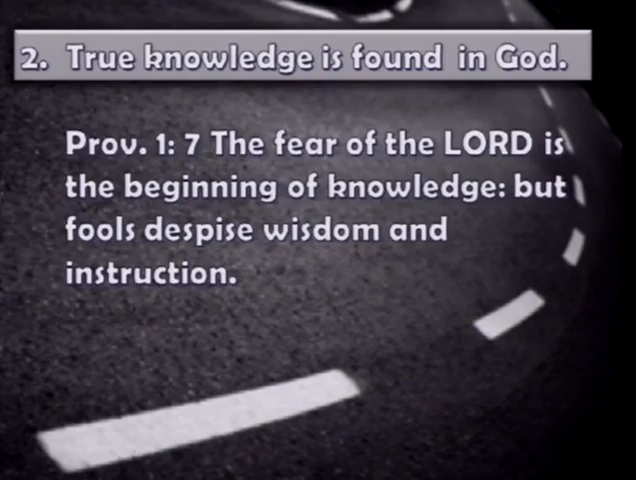 2. True knowledge is found in God.
Prov. 1: 7 The fear of the LORD is
the beginning of knowledge: but
fools despise wisdom and
instruction.